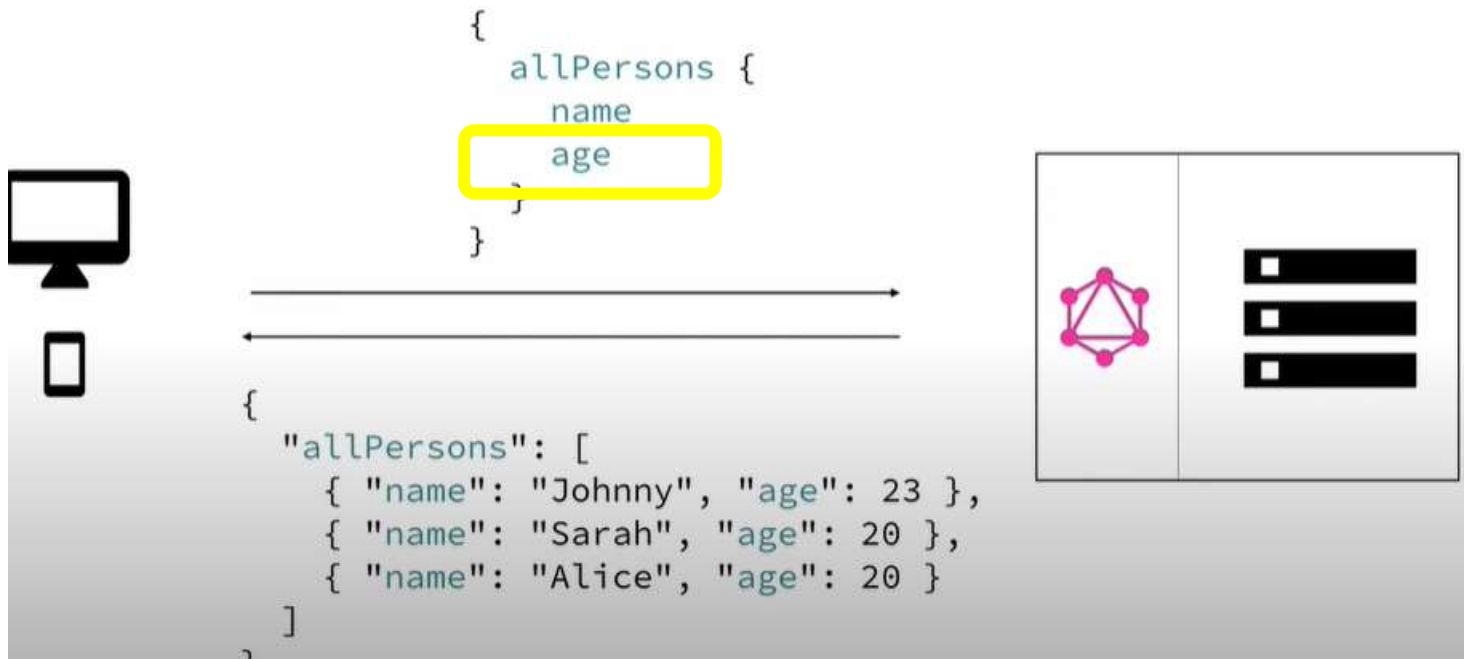 {
allPersons {
name
age
}
}
{
"allPersons": [
{ "name": "Johnny", "age": 23 },
{ "name": "Sarah", "age": 20 },
{ "name": "Alice", "age": 20 }
]
}